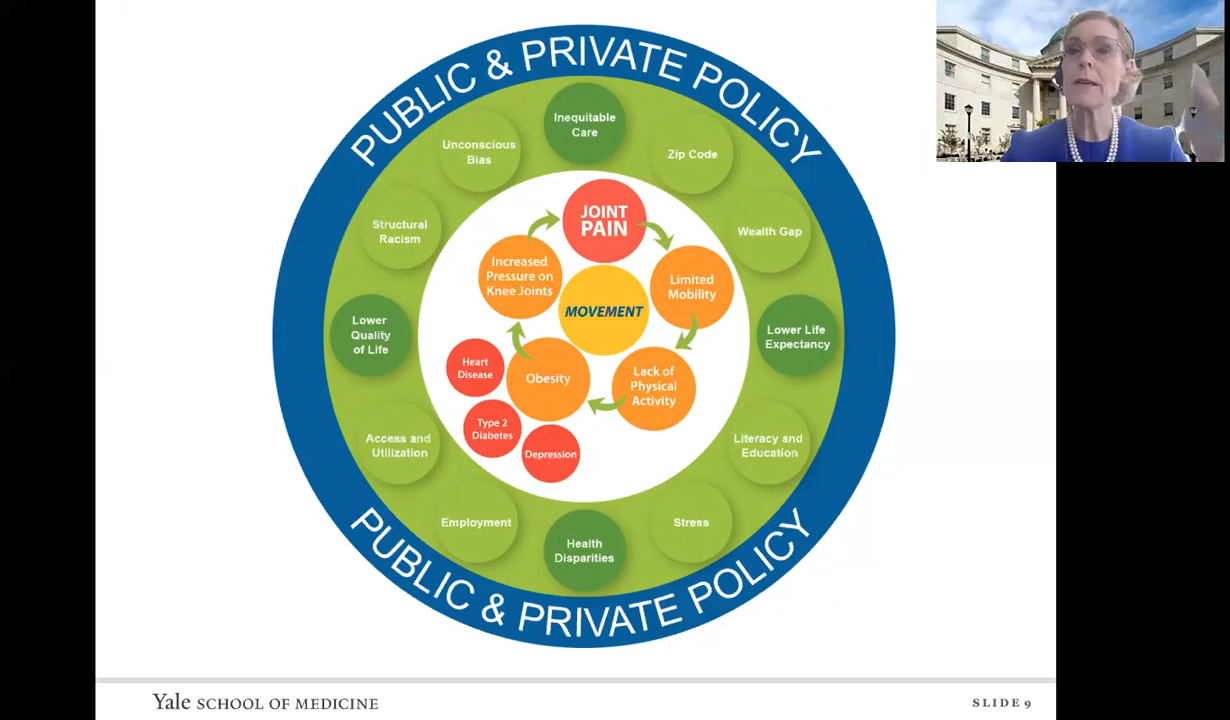 PUBLIC & PRIVATE POLICY
Inequitable
Care
Unconscious
Bias
Zip Code
Structural
Racism
Wealth Gap
JOINT
PAIN
Increased
Pressure on
Knee Joints
Limited
Mobility
MOVEMENT
Lower
Quality
of Life
Lower Life
Expectancy
Heart
Disease
Obesity
Lack of
Physical
Activity
Type 2
Diabetes
Depression
Access and
Utilization
Literacy and
Education
Employment
Stress
Health
Disparities
PUBLIC & PRIVATE POLICY
Yale SCHOOL OF MEDICINE
SLIDE 9